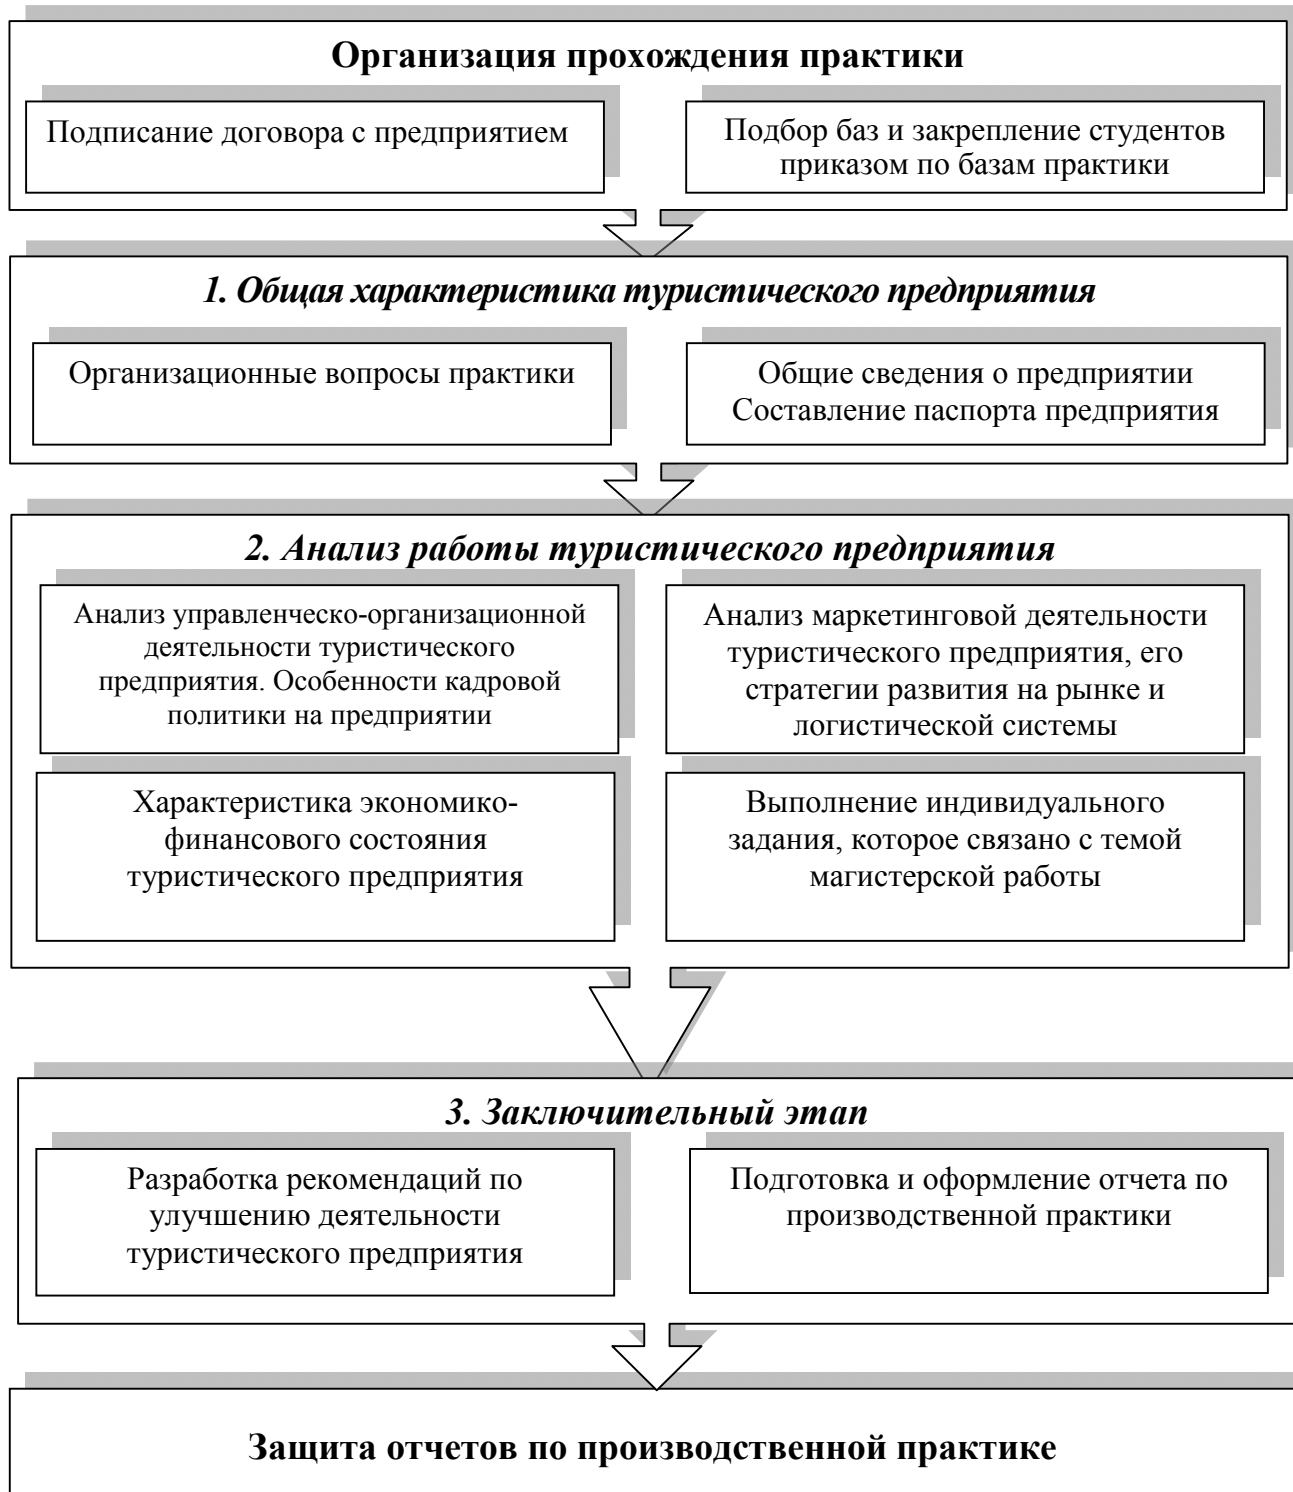 Организация прохождения практики
Подписание договора с предприятием
Подбор баз и закрепление студентов
приказом по базам практики
1. Общая характеристика туристического предприятия
Организационные вопросы практики
Общие сведения о предприятии
Составление паспорта предприятия
2. Анализ работы туристического предприятия
Анализ управленческо-организационной
деятельности туристического
предприятия. Особенности кадровой
политики на предприятии
Анализ маркетинговой деятельности
туристического предприятия, его
стратегии развития на рынке и
логистической системы
Характеристика экономико-
финансового состояния
туристического предприятия
Выполнение индивидуального
задания, которое связано с темой
магистерской работы
3. Заключительный этап
Разработка рекомендаций по
улучшению деятельности
туристического предприятия
Подготовка и оформление отчета по
производственной практики
Защита отчетов по производственной практике